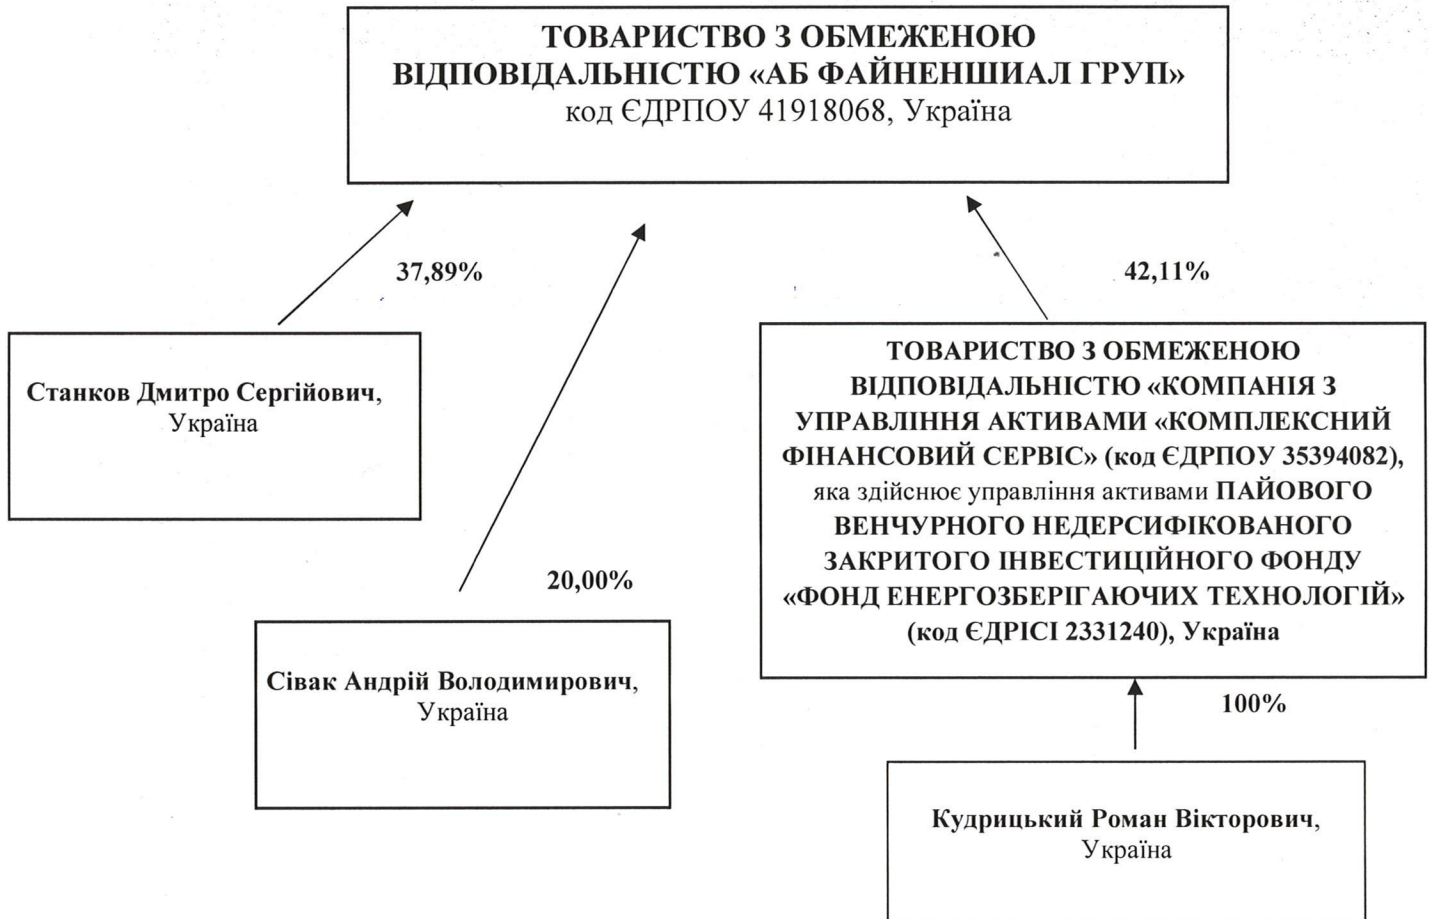 ТОВАРИСТВО З ОБМЕЖЕНОЮ
ВІДПОВІДАЛЬНІСТЮ «АБ ФАЙНЕНШИАЛ ГРУП»
код ЄДРПОУ 41918068, Україна
37,89%
42,11%
Станков Дмитро Сергійович,
Україна
ТОВАРИСТВО З ОБМЕЖЕНОЮ
ВІДПОВІДАЛЬНІСТЮ «КОМПАНІЯ З
УПРАВЛІННЯ АКТИВАМИ «КОМПЛЕКСНИЙ
ФІНАНСОВИЙ СЕРВІС» (код ЄДРПОУ 35394082),
яка здійснює управління активами ПАЙОВОГО
ВЕНЧУРНОГО НЕДЕРСИФІКОВАНОГО
ЗАКРИТОГО ІНВЕСТИЦІЙНОГО ФОНДУ
«ФОНД ЕНЕРГОЗБЕРІГАЮЧИХ ТЕХНОЛОГІЙ»
(код ЄДРІСІ 2331240), Україна
20,00%
Сівак Андрій Володимирович,
Україна
100%
Кудрицький Роман Вікторович,
Україна